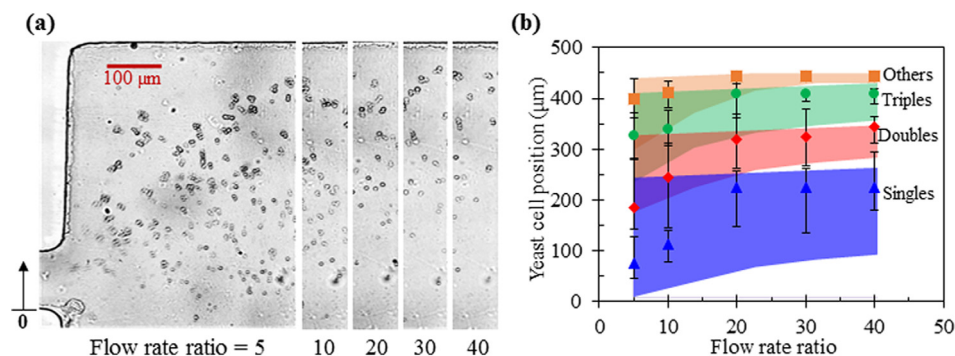 (a)
100 μm
0
Flow rate ratio = 5 10 20 30 40
(b)
Yeast cell position (μm)
500
400
300
200
100
0
Others
Triples
Doubles
Singles
0 10 20 30 40 50
Flow rate ratio